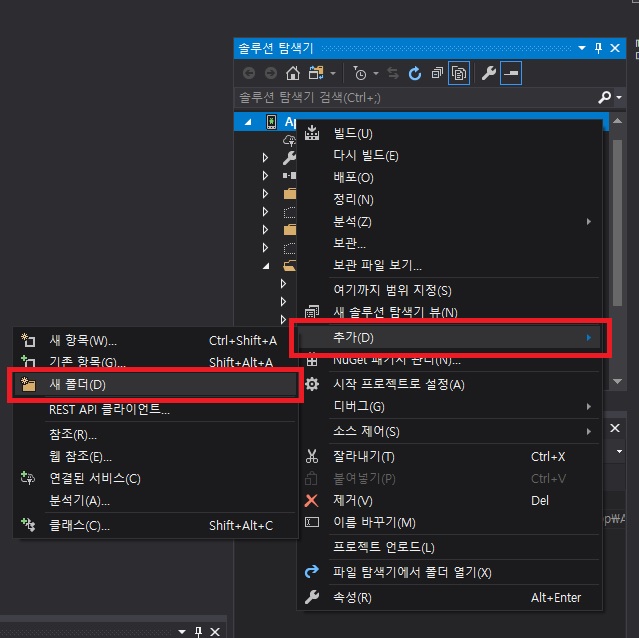 솔루션 탐색기
솔루션 탐색기 검색(Ctrl+;)
빌드(U)
다시 빌드(E)
배포(O)
정리(N)
분석(Z)
보관...
보관 파일 보기...
여기까지 범위 지정(S)
새 솔루션 탐색기 뷰(N)
추가(D)
NuGet 패키지 관리(N)...
시작 프로젝트로 설정(A)
디버그(G)
소스 제어(S)
잘라내기(T) Ctrl+X
붙여넣기(P) Ctrl+V
제거(V) Del
이름 바꾸기(M)
프로젝트 언로드(L)
파일 탐색기에서 폴더 열기(X)
속성(R) Alt+Enter
새 항목(W)... Ctrl+Shift+A
기존 항목(G)... Shift+Alt+A
새 폴더(D)
REST API 클라이언트...
참조(R)...
웹 참조(E)...
연결된 서비스(C)
분석기(A)...
클래스(C)... Shift+Alt+C